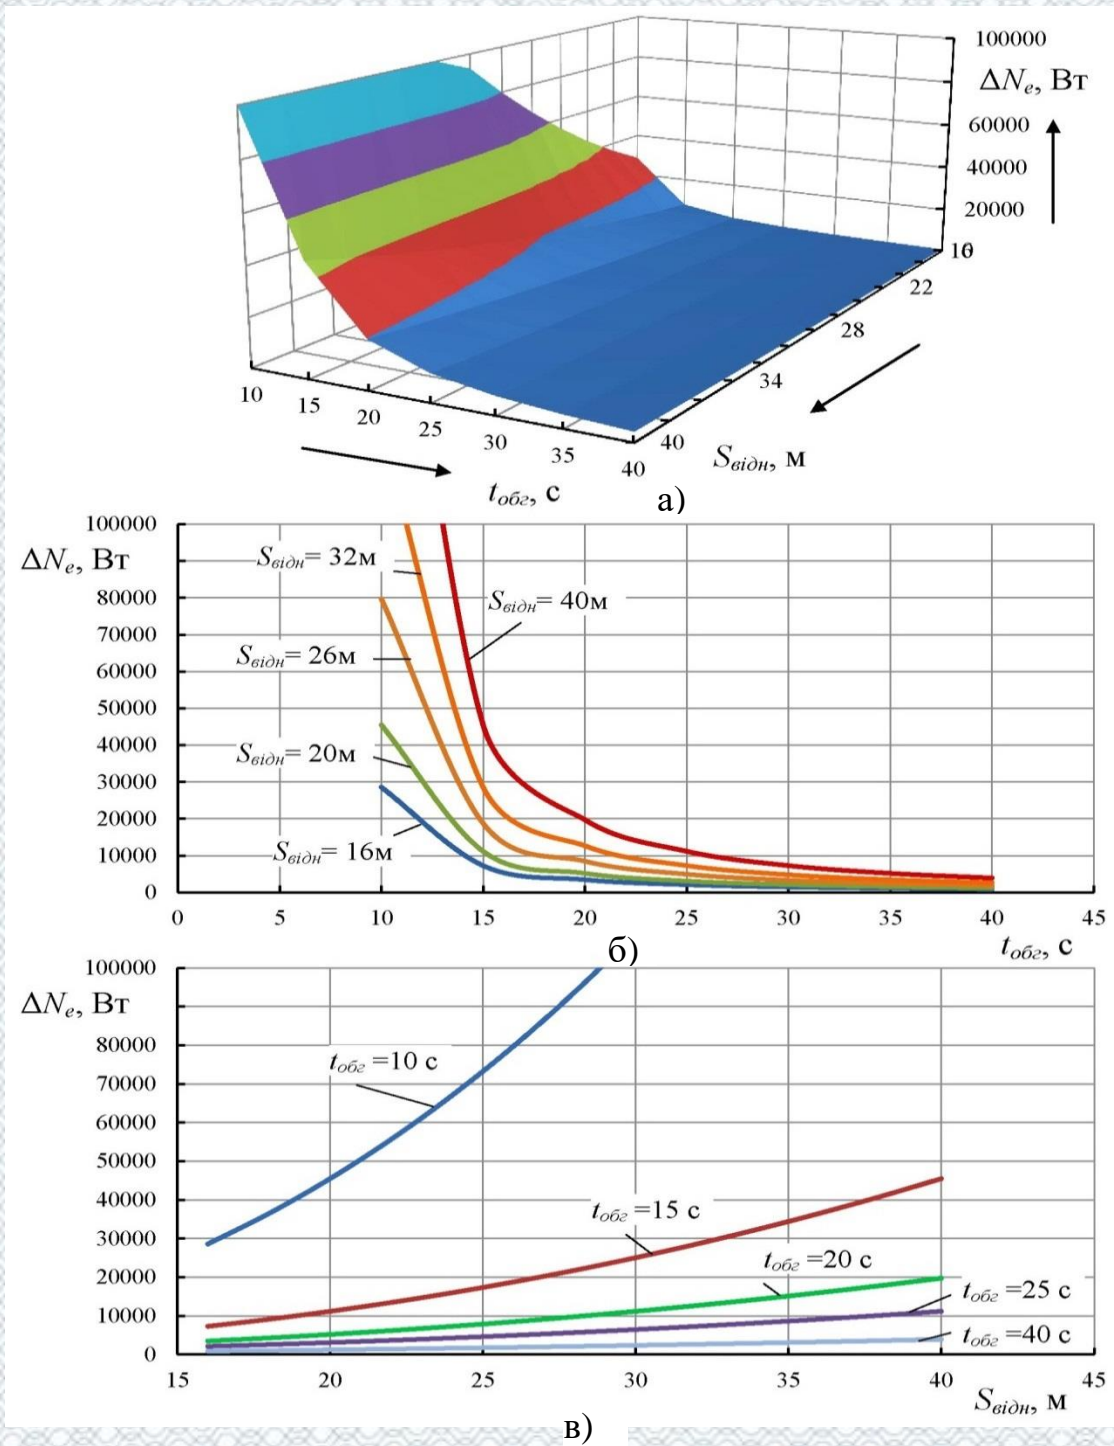 100000
ΔNₑ, Вт
60000
40000
20000
10
22
28
34
40
Sвідн, м
10
15
20
25
30
35
40
tобг, с
а)
100000
ΔNₑ, Вт
80000
70000
60000
50000
40000
30000
20000
10000
0
Sвідн= 32м
Sвідн= 40м
Sвідн= 26м
Sвідн= 20м
Sвідн= 16м
0 5 10 15 20 25 30 35 40 45
tобг, с
б)
100000
ΔNₑ, Вт
80000
70000
60000
50000
40000
30000
20000
10000
0
tобг =10 с
tобг =15 с
tобг =20 с
tобг =25 с
tобг =40 с
15 20 25 30 35 40 45
Sвідн, м
в)